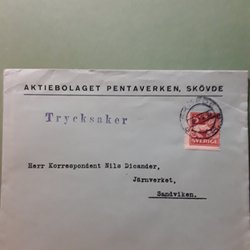 AKTIEBOLAGET PENTAVERKEN, SKÖVDE
Trycksaker
SVERIGE
Herr Korrespondent Nils Dicander,
Järnverket,
Sandviken.